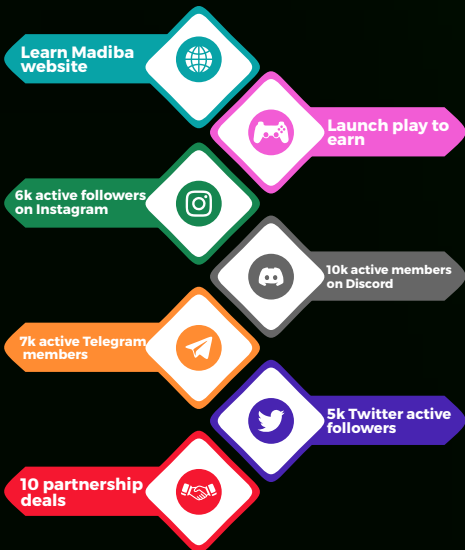 Learn Madiba
website
Launch play to
earn
6k active followers
on Instagram
10k active members
on Discord
7k active Telegram
members
5k Twitter active
followers
10 partnership
deals